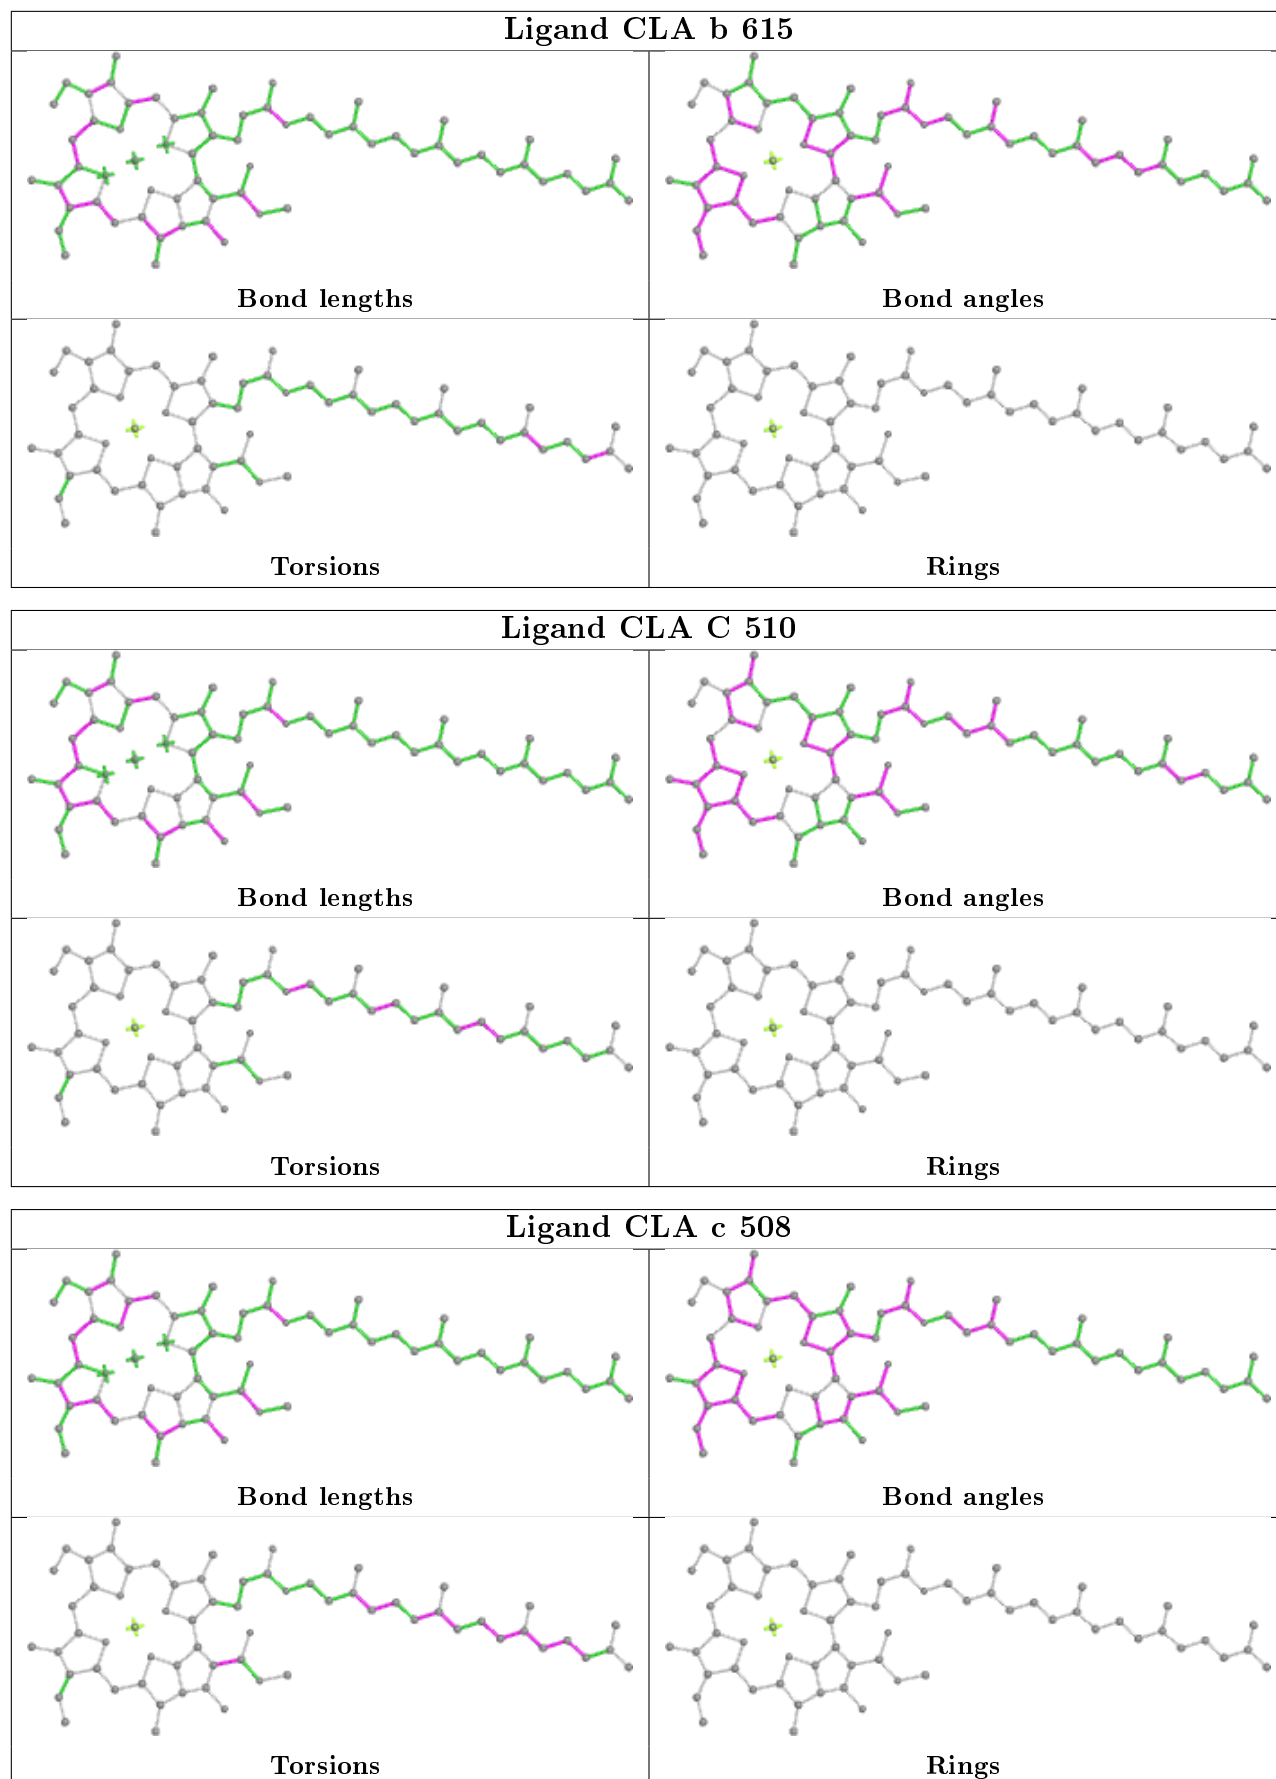 Ligand CLA b 615
Bond lengths
Bond angles
Torsions
Rings
Ligand CLA C 510
Bond lengths
Bond angles
Torsions
Rings
Ligand CLA c 508
Bond lengths
Bond angles
Torsions
Rings